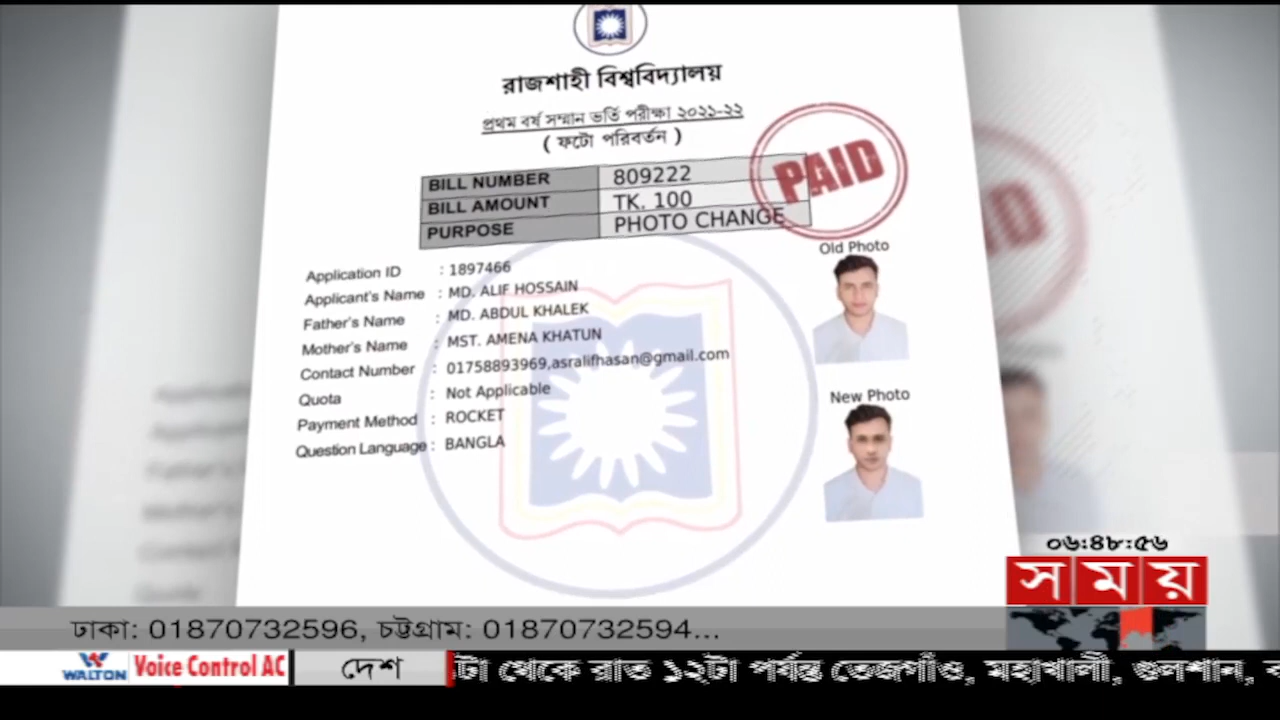 রাজশাহী বিশ্ববিদ্যালয়
প্রথম বর্ষ সম্মান ভর্তি পরীক্ষা ২০২১-২২
( ফটো পরিবর্তন )
BILL NUMBER 809222
BILL AMOUNT TK. 100
PURPOSE PHOTO CHANGE
PAID
Old Photo
Application ID : 1897466
Applicant's Name : MD. ALIF HOSSAIN
Father's Name : MD. ABDUL KHALEK
Mother's Name : MST. AMENA KHATUN
Contact Number : 01758893969,asralifhasan@gmail.com
Quota : Not Applicable
Payment Method : ROCKET
Question Language : BANGLA
New Photo
০৬:৪৮:৫৬
সময়
ঢাকা: 01870732596, চট্টগ্রাম: 01870732594...
WALTON Voice Control AC
দেশ
টা থেকে রাত ১২টা পর্যন্ত তেজগাঁও, মহাখালী, গুলশান, ব